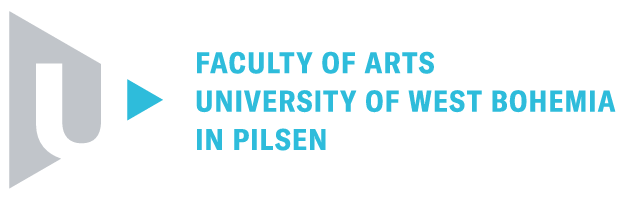 FACULTY OF ARTS
UNIVERSITY OF WEST BOHEMIA
IN PILSEN